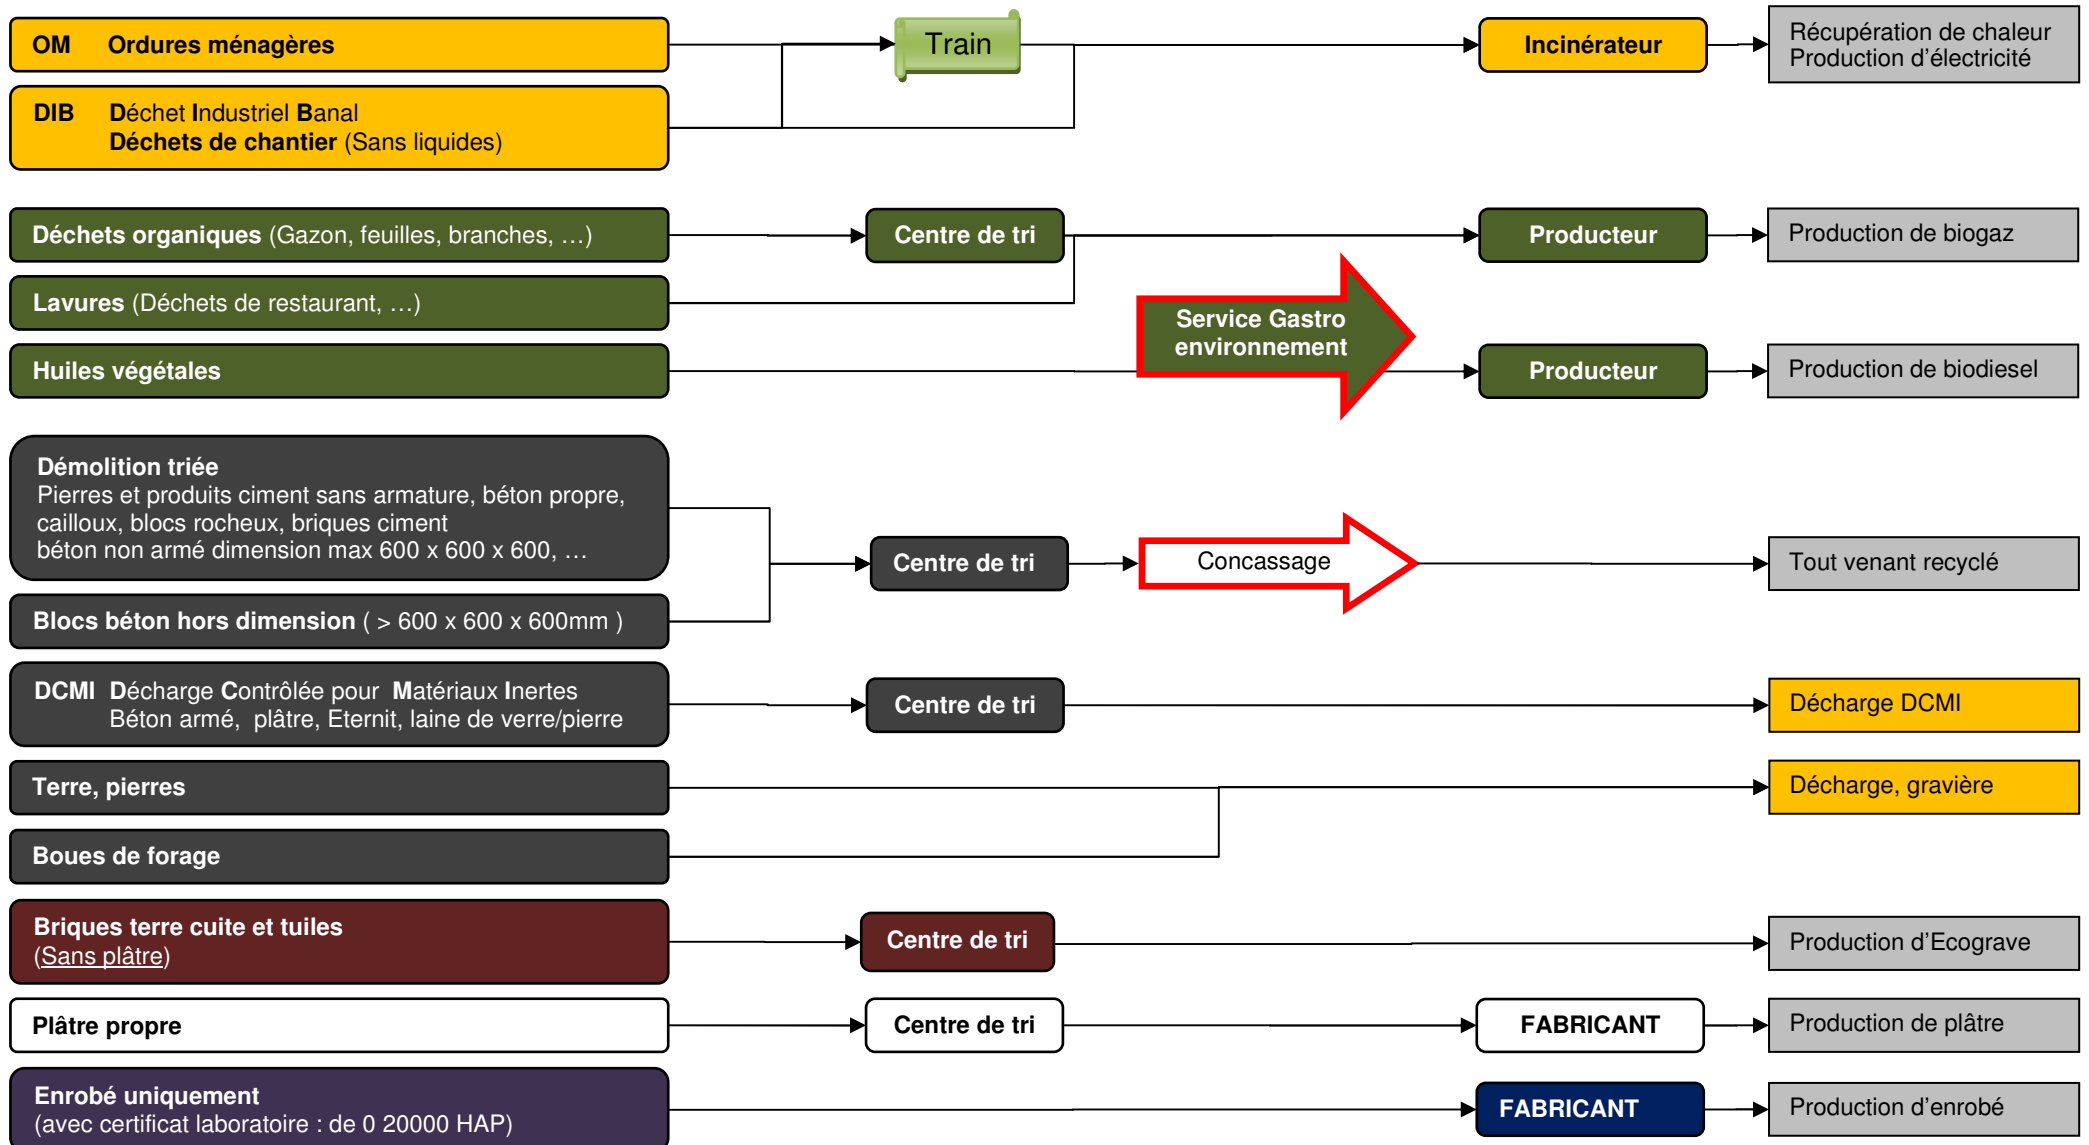 OM Ordures ménagères
Train
Incinérateur
Récupération de chaleur
Production d'électricité
DIB Déchet Industriel Banal
Déchets de chantier (Sans liquides)
Déchets organiques (Gazon, feuilles, branches, …)
Centre de tri
Producteur
Production de biogaz
Lavures (Déchets de restaurant, …)
Service Gastro
environnement
Huiles végétales
Producteur
Production de biodiesel
Démolition triée
Pierres et produits ciment sans armature, béton propre,
cailloux, blocs rocheux, briques ciment
béton non armé dimension max 600 x 600 x 600, …
Centre de tri
Concassage
Tout venant recyclé
Blocs béton hors dimension ( > 600 x 600 x 600mm )
DCMI Décharge Contrôlée pour Matériaux Inertes
Béton armé, plâtre, Eternit, laine de verre/pierre
Centre de tri
Décharge DCMI
Terre, pierres
Décharge, gravière
Boues de forage
Briques terre cuite et tuiles
(Sans plâtre)
Centre de tri
Production d'Ecograve
Plâtre propre
Centre de tri
FABRICANT
Production de plâtre
Enrobé uniquement
(avec certificat laboratoire : de 0 20000 HAP)
FABRICANT
Production d'enrobé